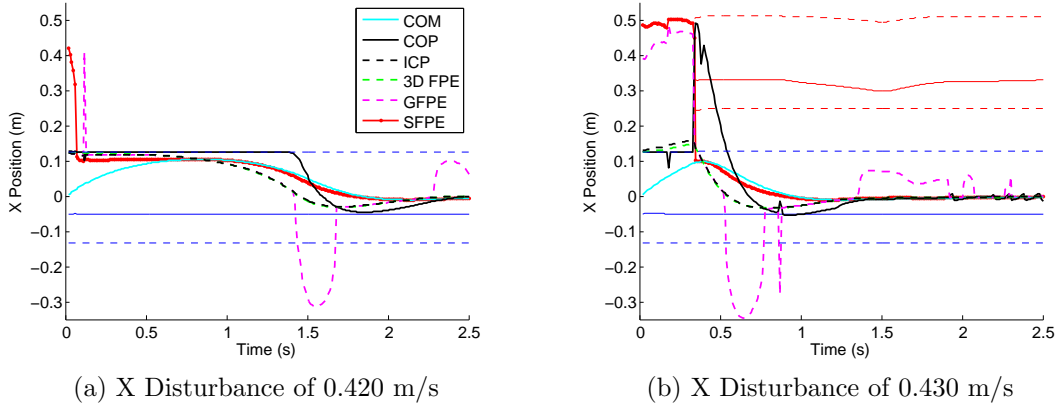 0.5
0.4
0.3
0.2
0.1
0
−0.1
−0.2
−0.3
X Position (m)
0
0.5
1
1.5
2
2.5
Time (s)
COM
COP
ICP
3D FPE
GFPE
SFPE
(a) X Disturbance of 0.420 m/s
0.5
0.4
0.3
0.2
0.1
0
−0.1
−0.2
−0.3
X Position (m)
0
0.5
1
1.5
2
2.5
Time (s)
(b) X Disturbance of 0.430 m/s